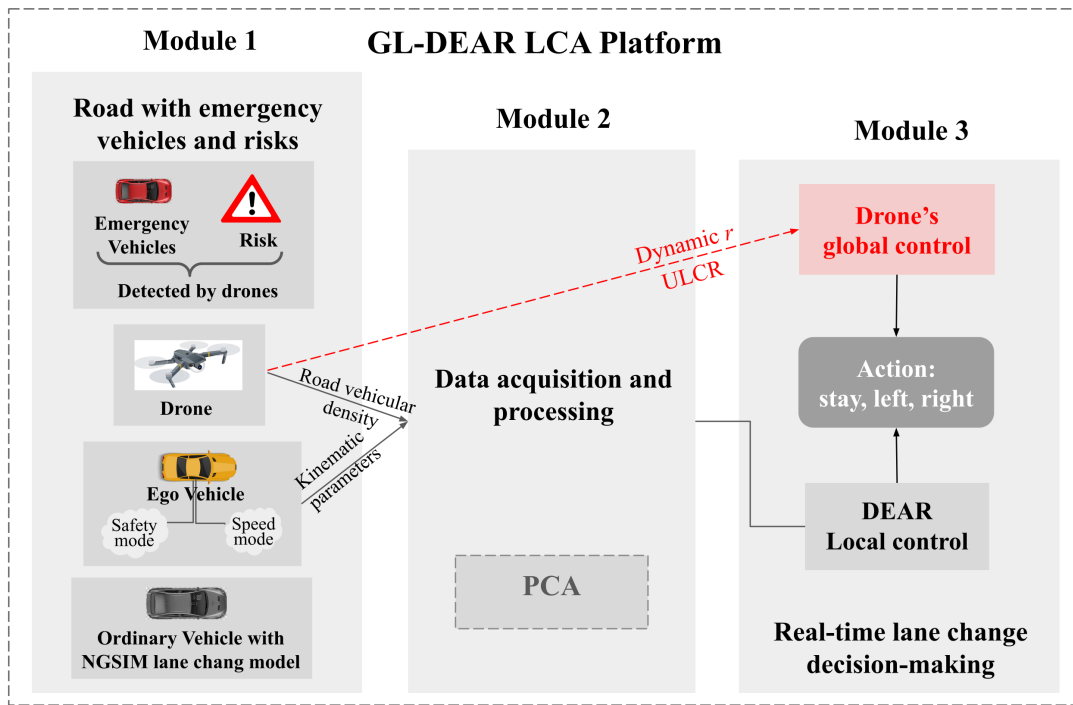 GL-DEAR LCA Platform
Module 1
Road with emergency
vehicles and risks
Emergency
Vehicles
Risk
Detected by drones
Drone
Ego Vehicle
Safety
mode
Speed
mode
Ordinary Vehicle with
NGSIM lane chang model
Road vehicular
density
Kinematic
parameters
Dynamic r
ULCR
Module 2
Data acquisition and
processing
PCA
Module 3
Drone’s
global control
Action:
stay, left, right
DEAR
Local control
Real-time lane change
decision-making